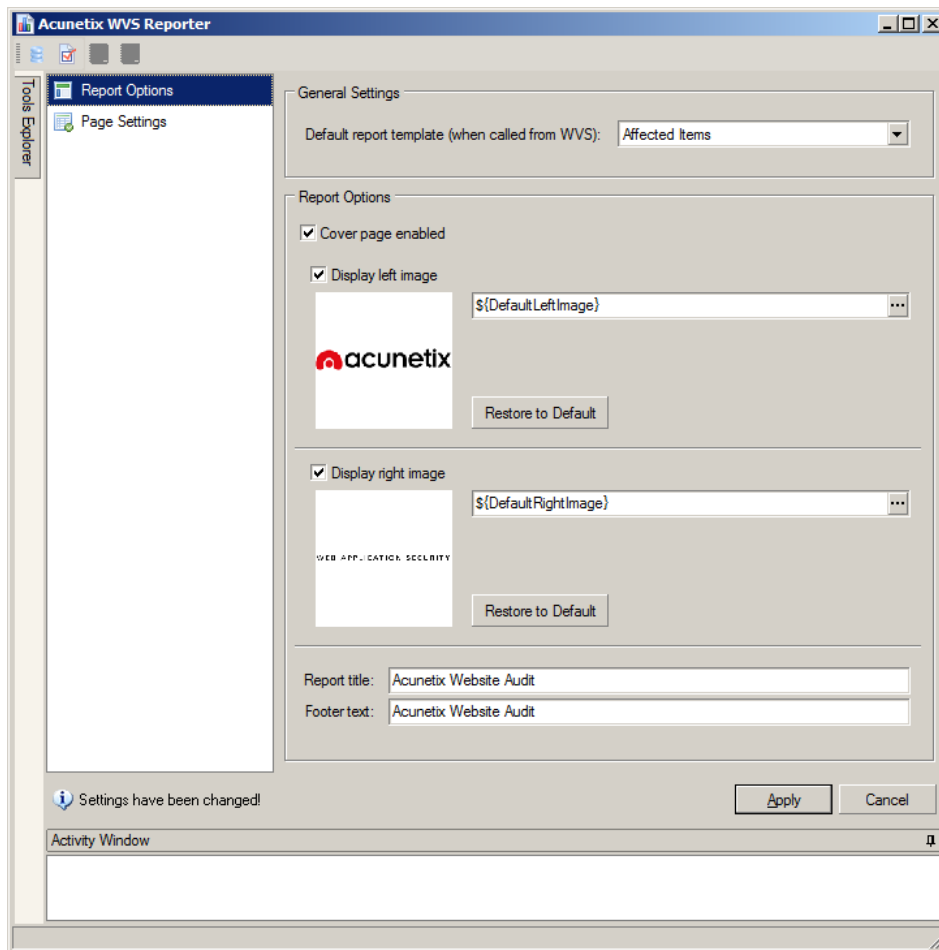 Acunetix WVS Reporter
Tools Explorer
Report Options
Page Settings
General Settings
Default report template (when called from WVS): Affected Items
Report Options
Cover page enabled
Display left image
${DefaultLeftImage} ...
acunetix
Restore to Default
Display right image
${DefaultRightImage} ...
WEB APPLICATION SECURITY
Restore to Default
Report title: Acunetix Website Audit
Footer text: Acunetix Website Audit
Settings have been changed!
Apply Cancel
Activity Window